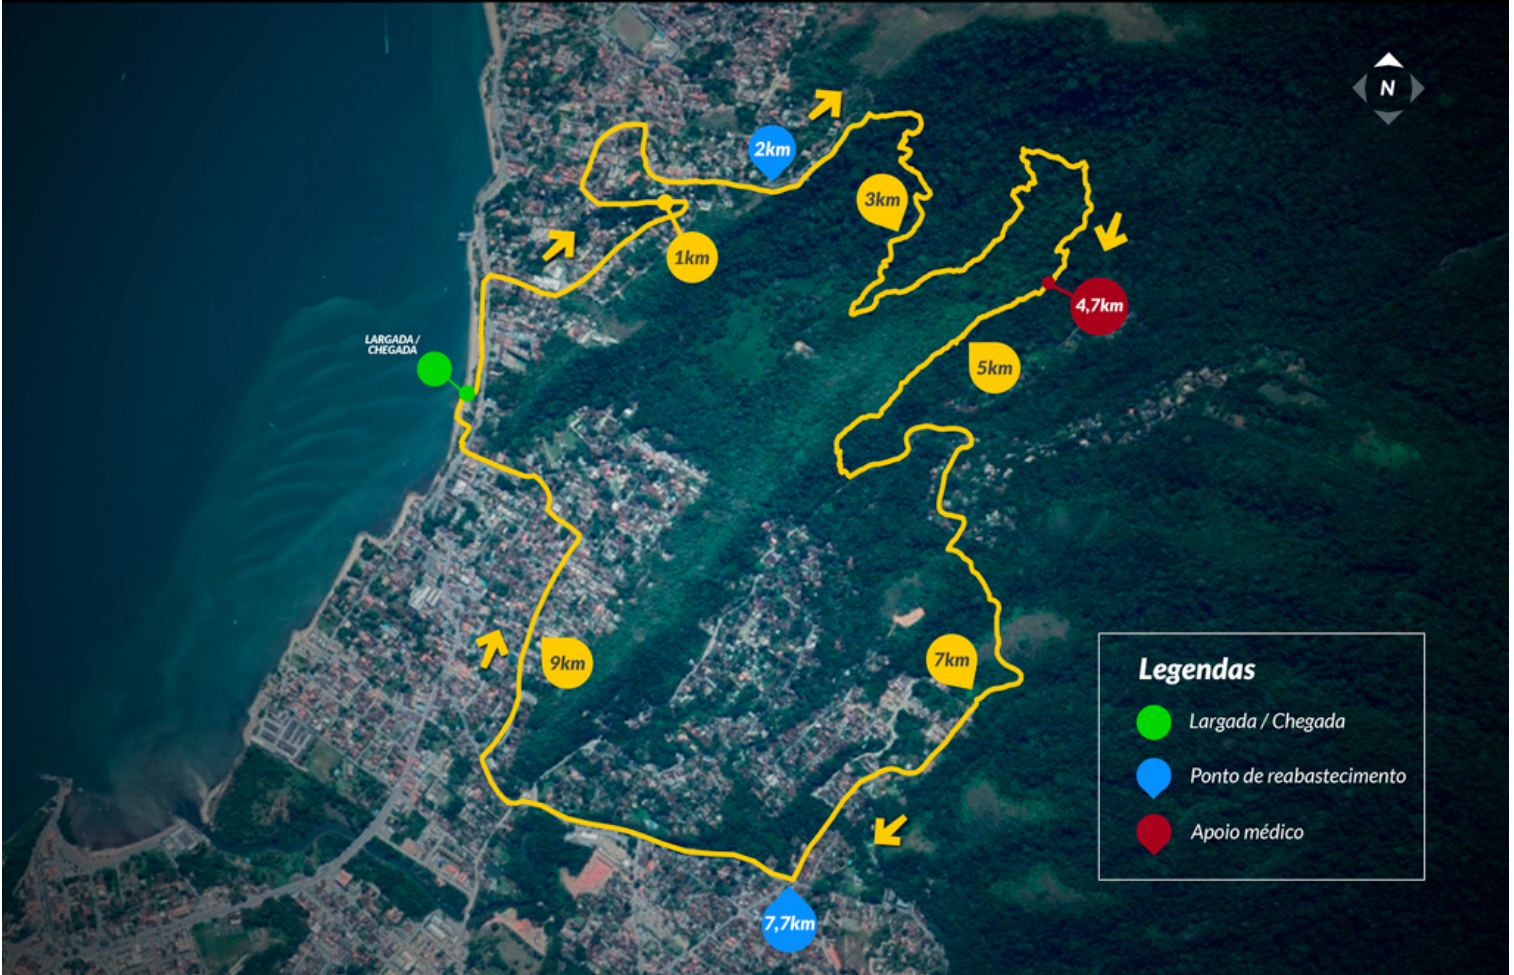 N
2km
3km
1km
4,7km
LARGADA /
CHEGADA
5km
9km
7km
7,7km
Legendas
Largada / Chegada
Ponto de reabastecimento
Apoio médico